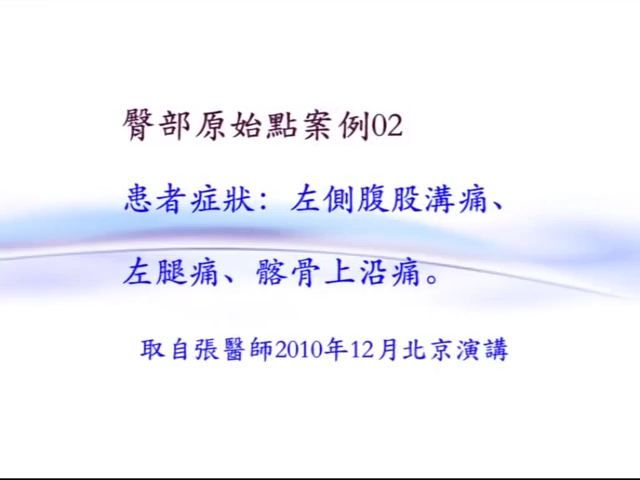 臀部原始點案例02
患者症狀：左側腹股溝痛、
左腿痛、髂骨上沿痛。
取自張醫師2010年12月北京演講